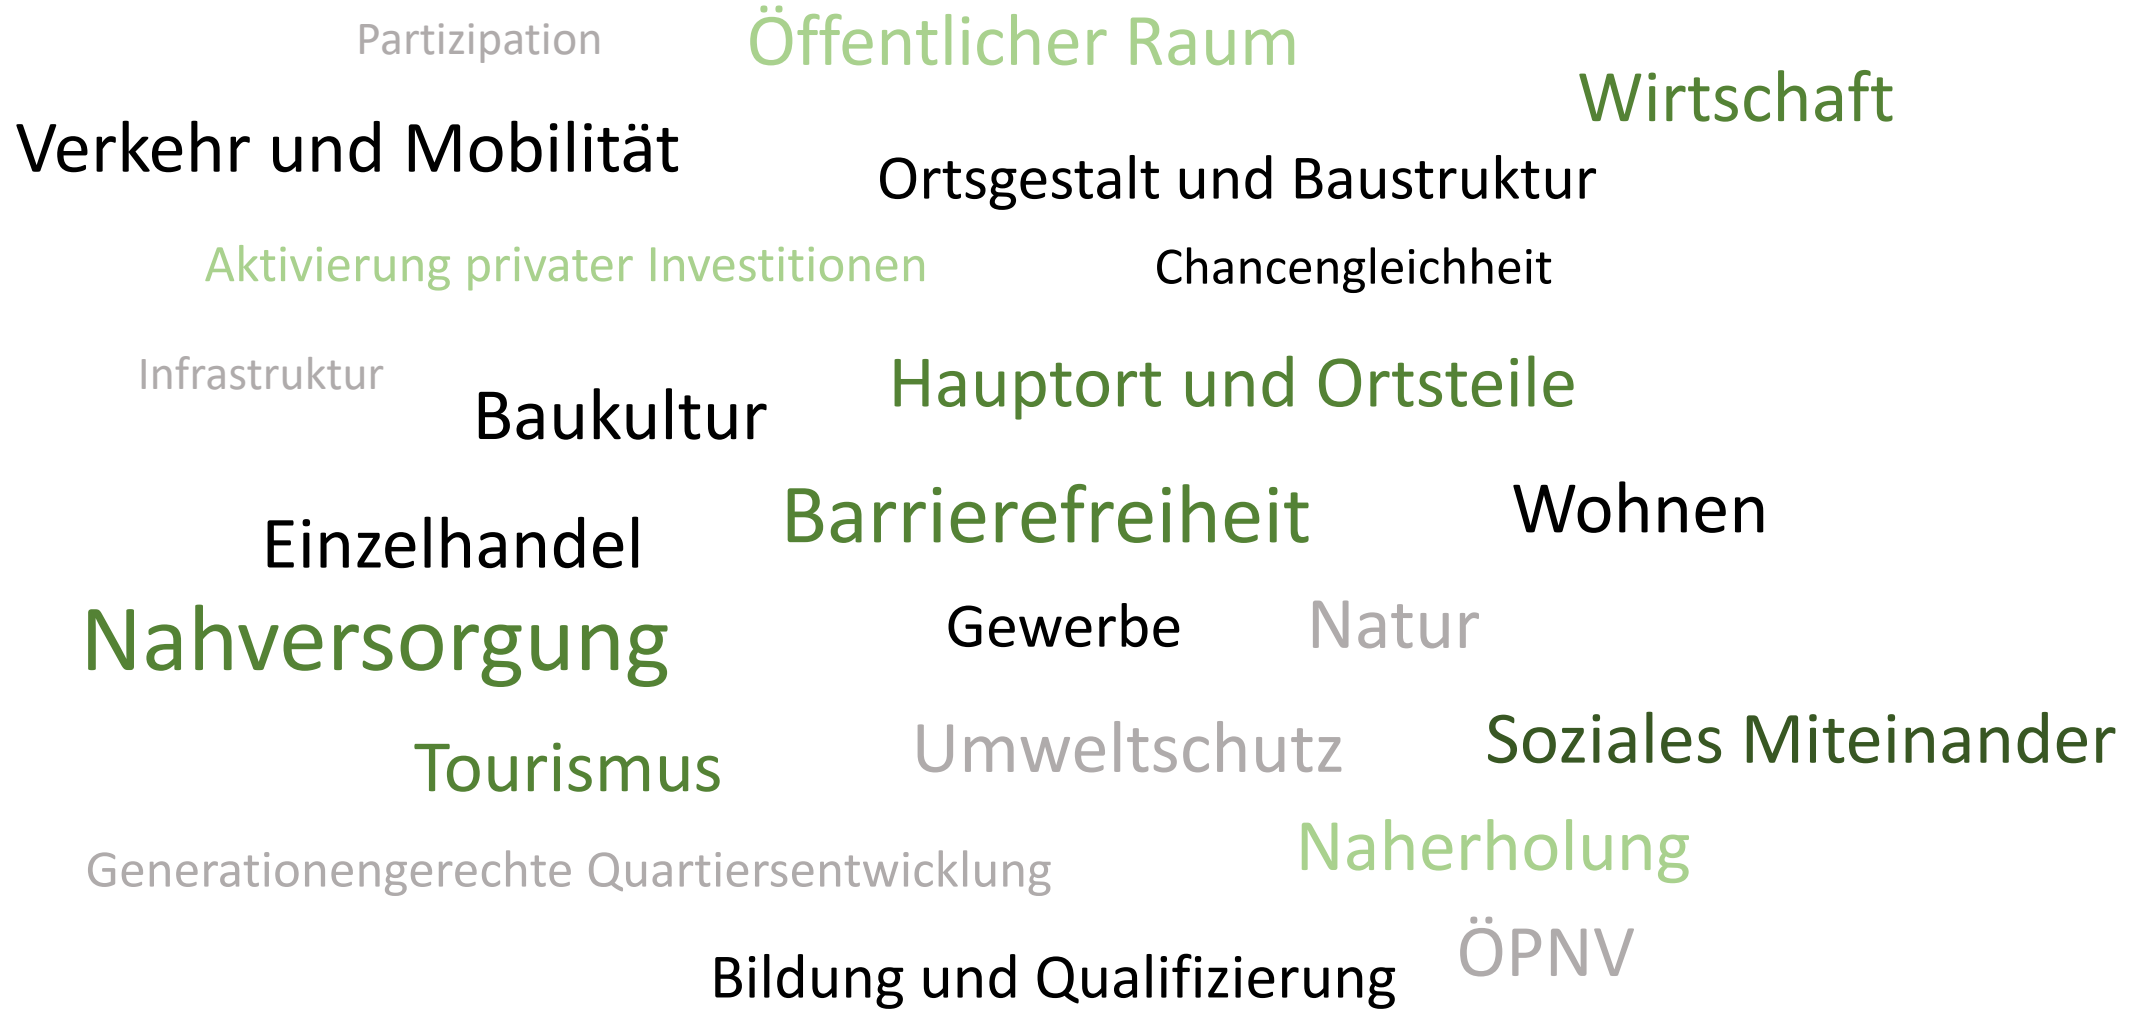 Partizipation
Öffentlicher Raum
Wirtschaft
Verkehr und Mobilität
Ortsgestalt und Baustruktur
Aktivierung privater Investitionen
Chancengleichheit
Infrastruktur
Hauptort und Ortsteile
Baukultur
Barrierefreiheit
Wohnen
Einzelhandel
Nahversorgung
Gewerbe
Natur
Umweltschutz
Soziales Miteinander
Tourismus
Naherholung
Generationengerechte Quartiersentwicklung
ÖPNV
Bildung und Qualifizierung